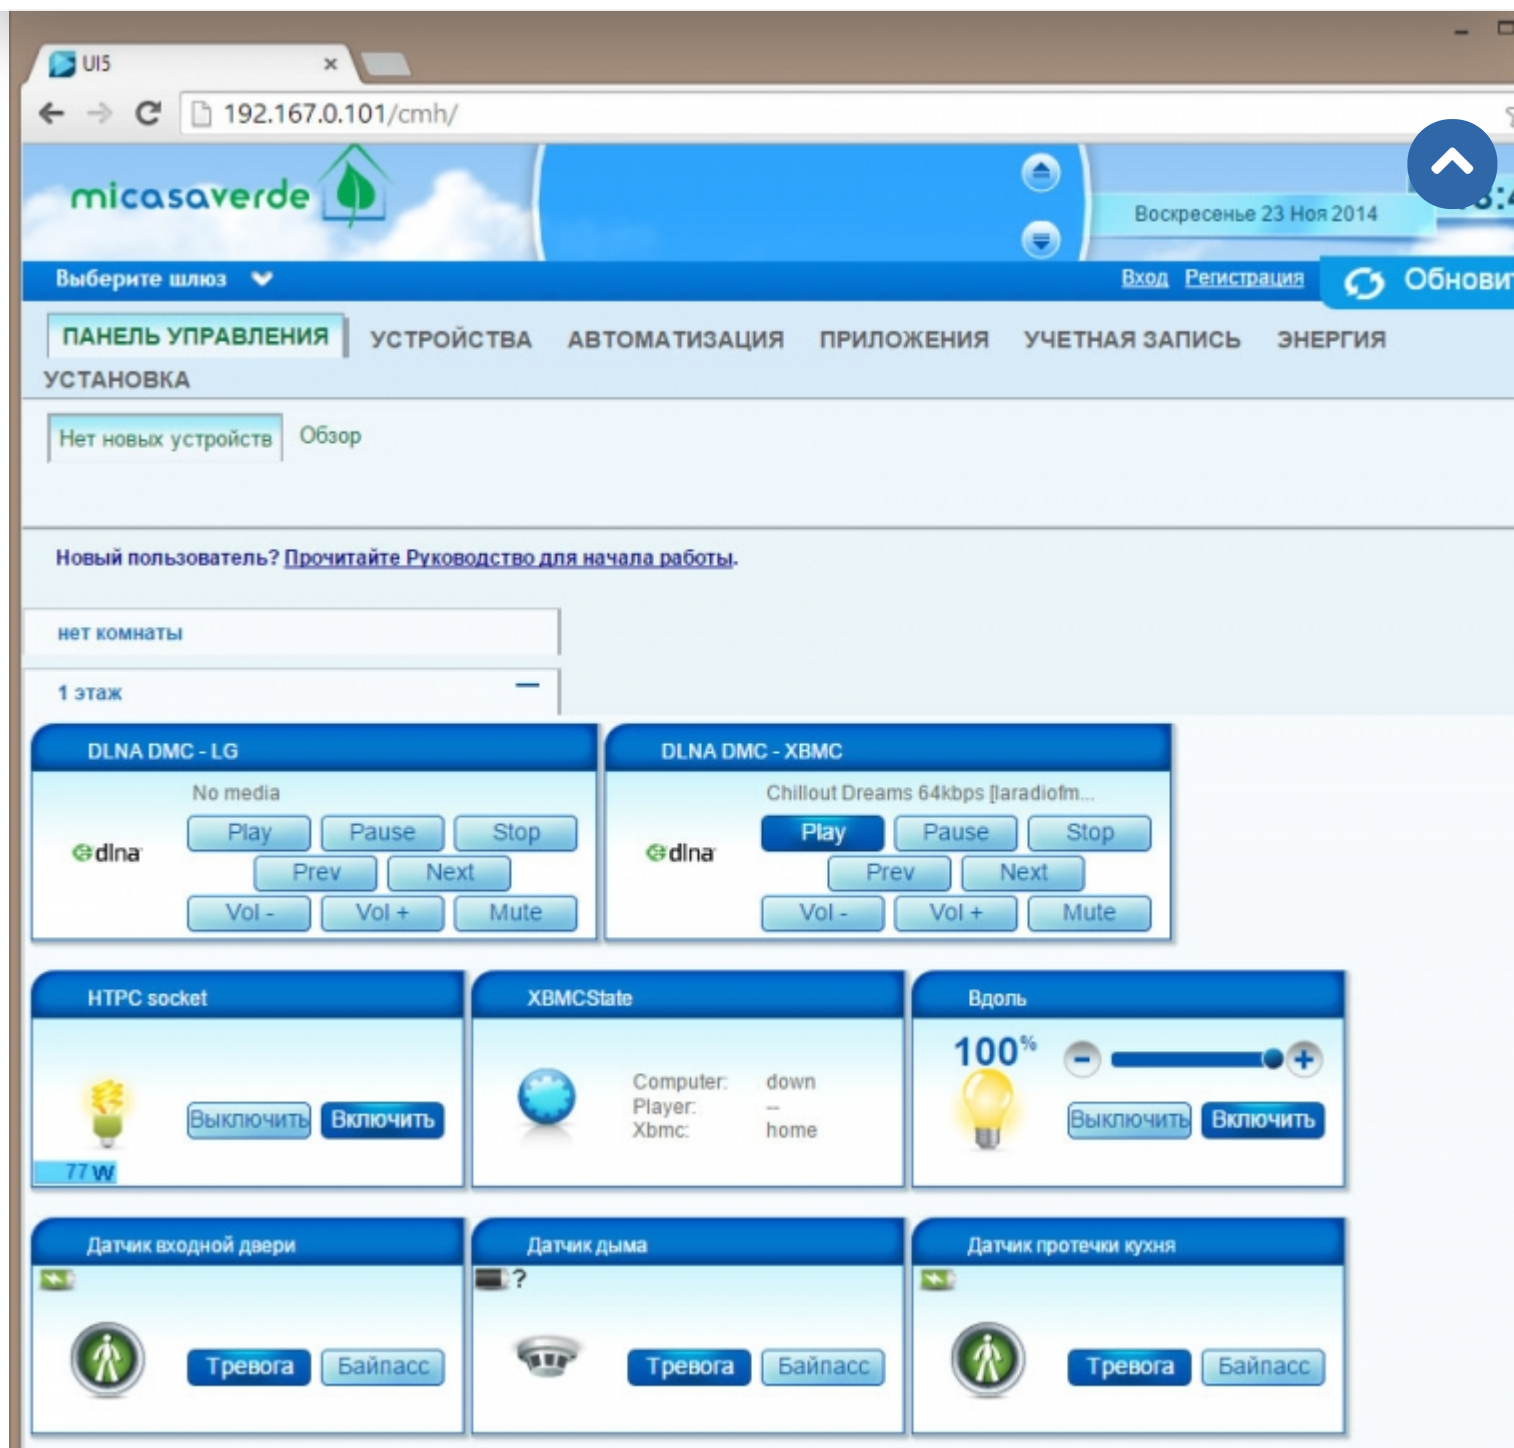 UI5
192.167.0.101/cmh/
micasaverde
Воскресенье 23 Ноя 2014
Выберите шлюз
Вход Регистрация
Обновит
ПАНЕЛЬ УПРАВЛЕНИЯ УСТРОЙСТВА АВТОМАТИЗАЦИЯ ПРИЛОЖЕНИЯ УЧЕТНАЯ ЗАПИСЬ ЭНЕРГИЯ
УСТАНОВКА
Нет новых устройств Обзор
Новый пользователь? Прочитайте Руководство для начала работы.
нет комнаты
1 этаж
DLNA DMC - LG
No media
dlna
Play Pause Stop
Prev Next
Vol - Vol + Mute
DLNA DMC - XBMC
Chillout Dreams 64kbps [laradiofm...
dlna
Play Pause Stop
Prev Next
Vol - Vol + Mute
HTPC socket
Выключить Включить
77 W
XBMCState
Computer: down
Player: --
Xbmc: home
Вдоль
100%
Выключить Включить
Датчик входной двери
Тревога Байпасс
Датчик дыма
?
Тревога Байпасс
Датчик протечки кухня
Тревога Байпасс